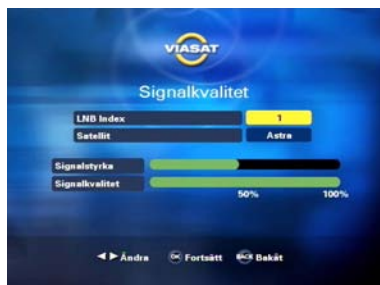 VIASAT
Signalkvalitet
LNB Index 1
Satellit Astra
Signalstyrka
Signalkvalitet
50% 100%
◄ ► Ändra OK Fortsätt BACK Bakåt